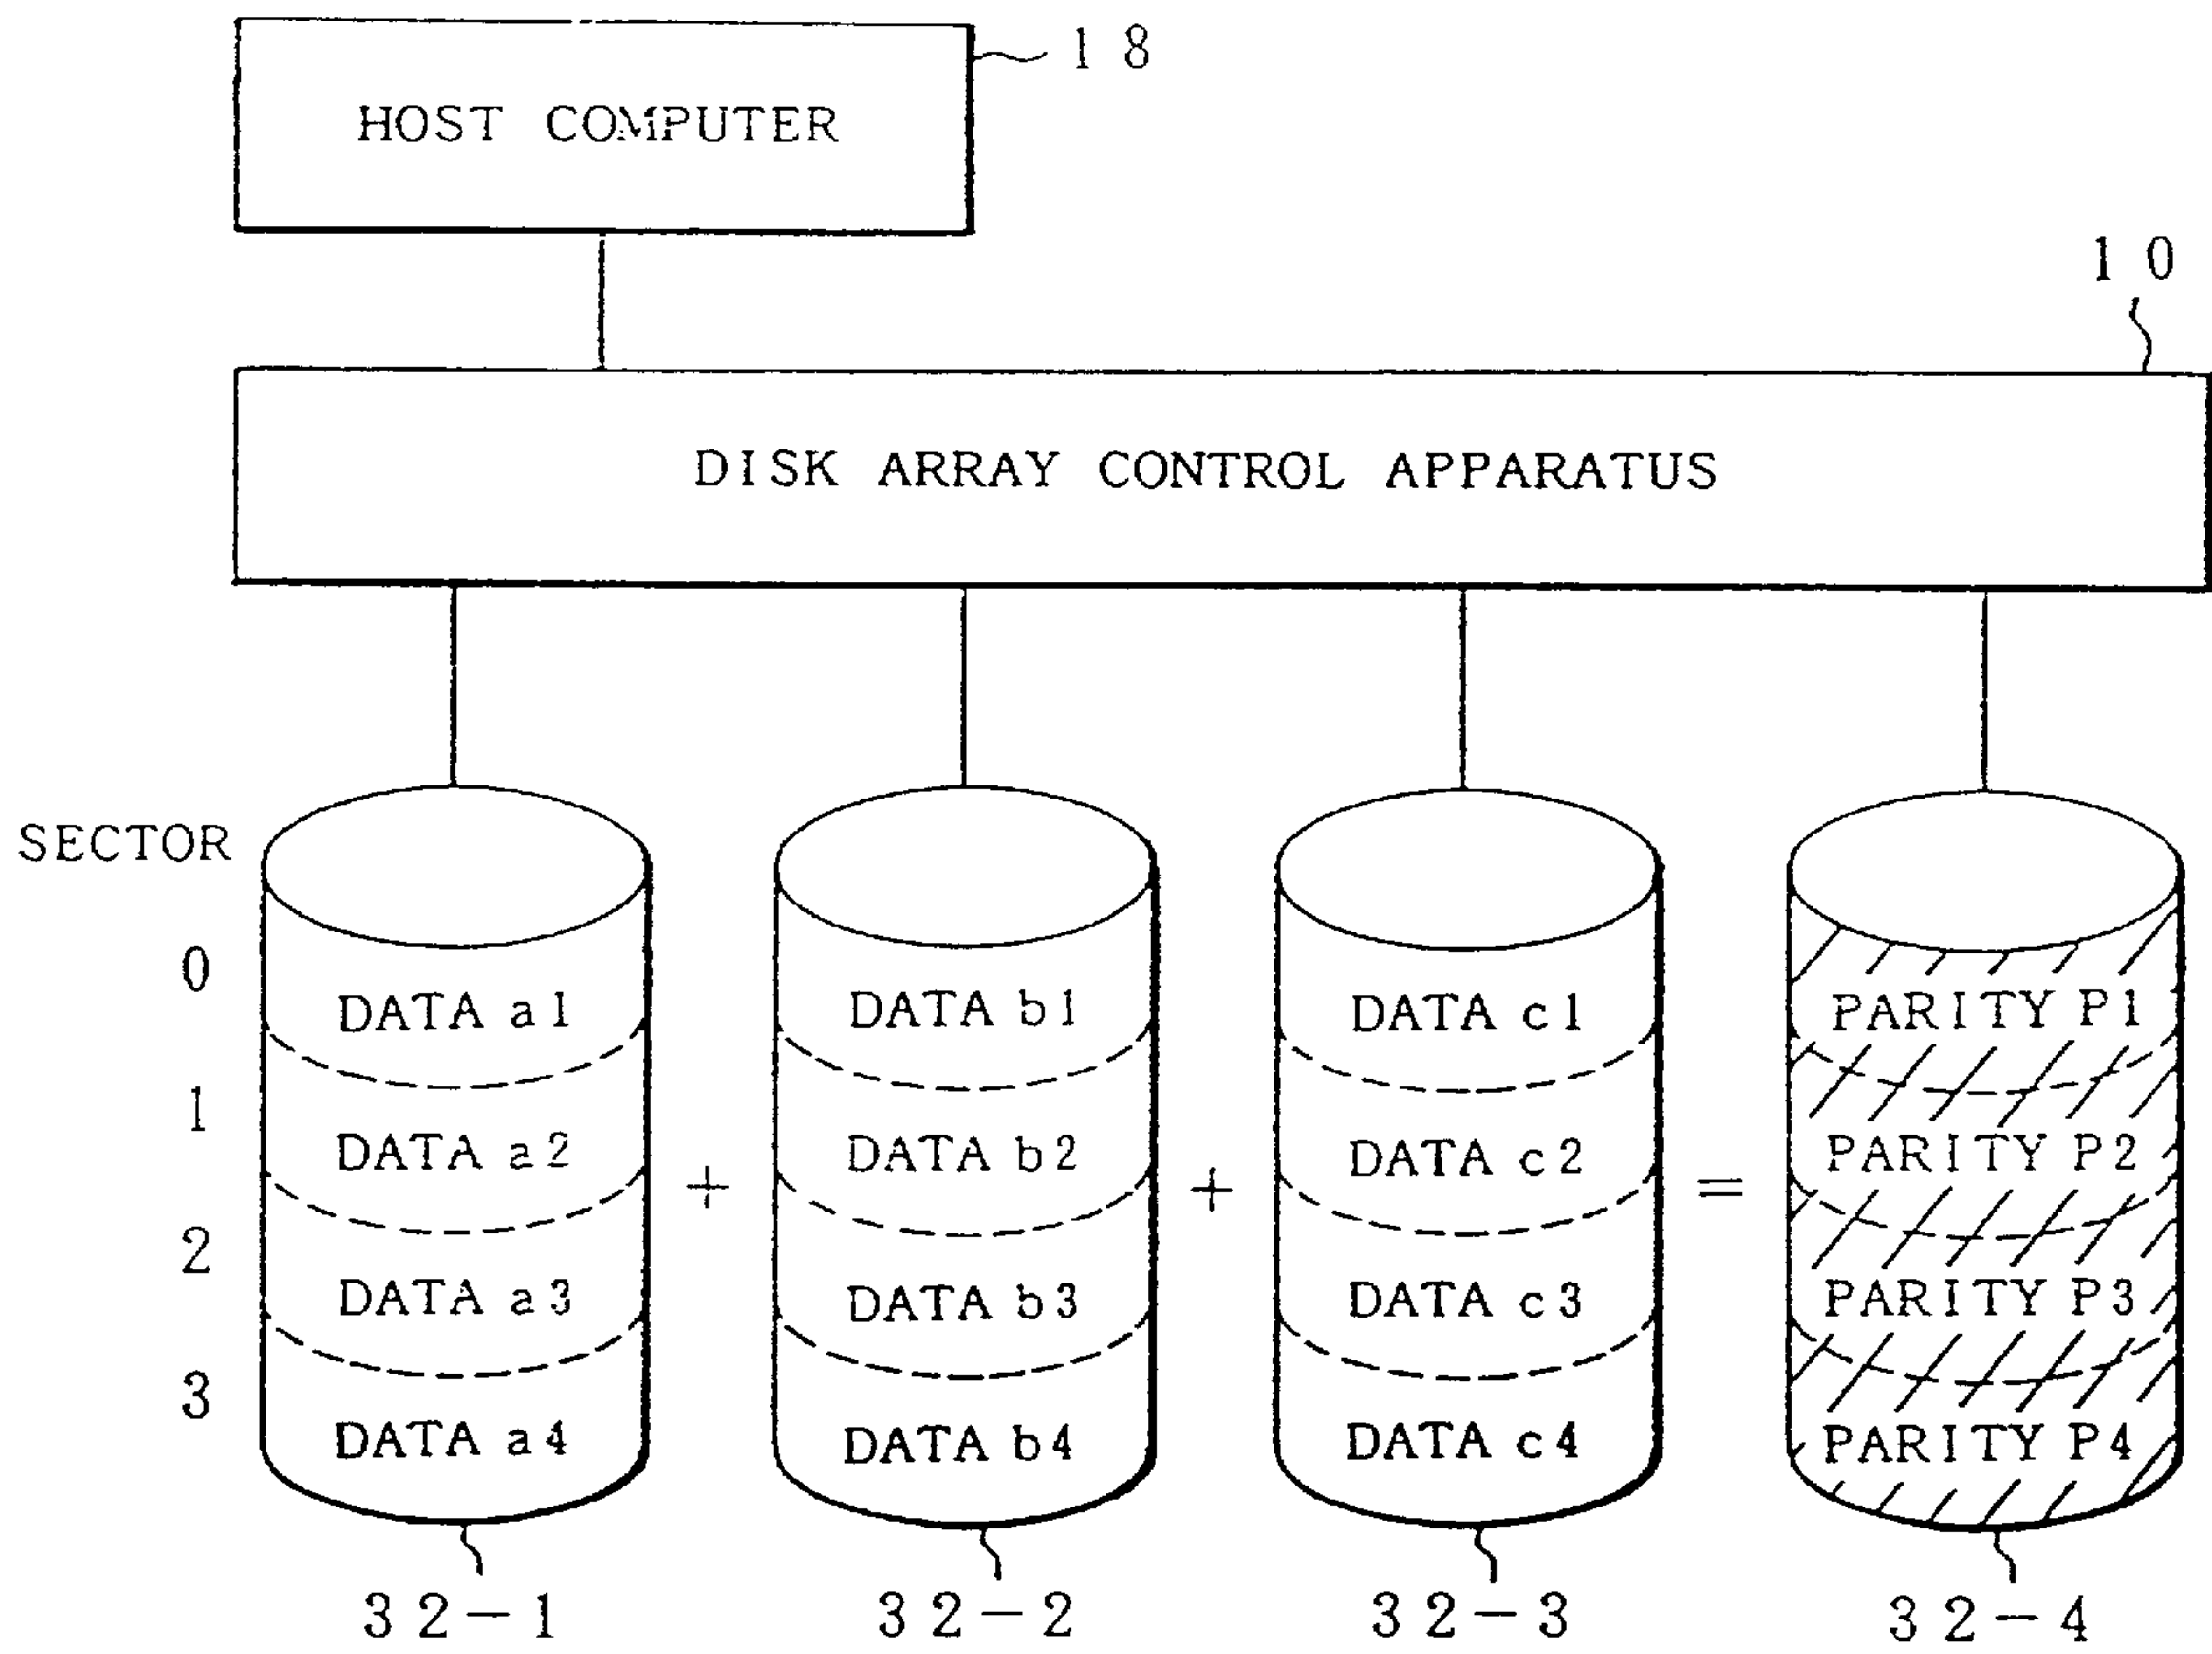 18
HOST COMPUTER
10
DISK ARRAY CONTROL APPARATUS
SECTOR
0
DATA a1 DATA b1 DATA c1 PARITY P1
1
DATA a2 + DATA b2 + DATA c2 = PARITY P2
2
DATA a3 DATA b3 DATA c3 PARITY P3
3
DATA a4 DATA b4 DATA c4 PARITY P4
32-1 32-2 32-3 32-4